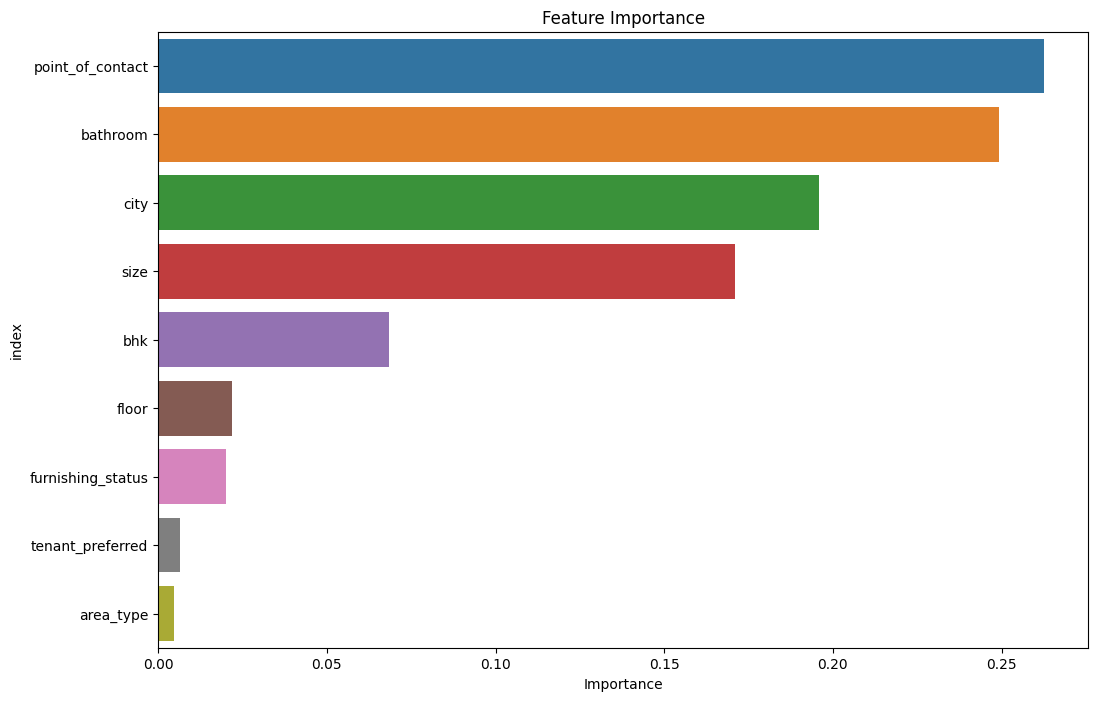 Feature Importance
point_of_contact
bathroom
city
size
bhk
floor
furnishing_status
tenant_preferred
area_type
index
0.00 0.05 0.10 0.15 0.20 0.25
Importance